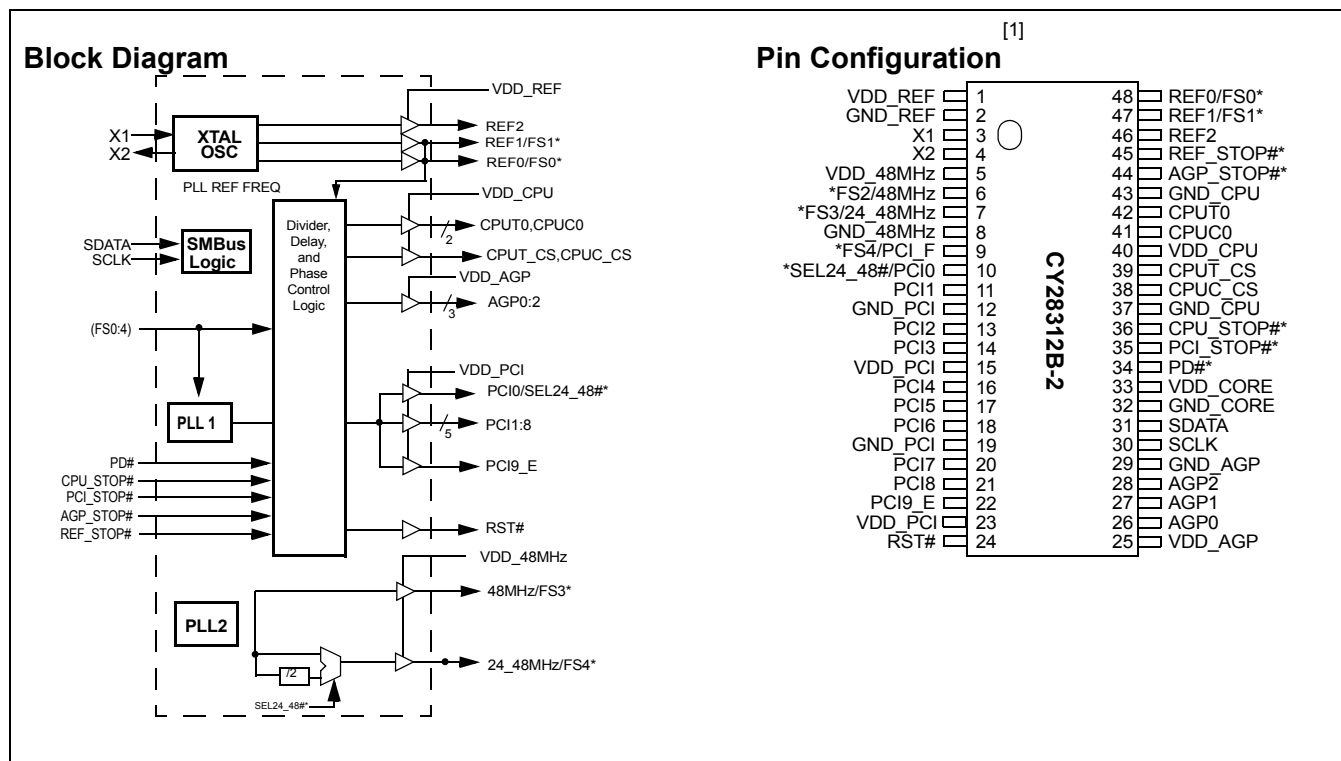 [1]
Block Diagram
VDD_REF
X1
X2
XTAL
OSC
REF2
REF1/FS1*
REF0/FS0*
PLL REF FREQ
VDD_CPU
Divider,
Delay,
and
Phase
Control
Logic
2
CPUT0,CPUC0
SDATA
SCLK
SMBus
Logic
CPUT_CS,CPUC_CS
VDD_AGP
3
AGP0:2
(FS0:4)
VDD_PCI
PCI0/SEL24_48#*
PLL 1
5
PCI1:8
PD#
CPU_STOP#
PCI_STOP#
AGP_STOP#
REF_STOP#
PCI9_E
RST#
VDD_48MHz
48MHz/FS3*
PLL2
/2
24_48MHz/FS4*
SEL24_48#*
Pin Configuration
VDD_REF 1
GND_REF 2
X1 3
X2 4
VDD_48MHz 5
*FS2/48MHz 6
*FS3/24_48MHz 7
GND_48MHz 8
*FS4/PCI_F 9
*SEL24_48#/PCI0 10
PCI1 11
GND_PCI 12
PCI2 13
PCI3 14
VDD_PCI 15
PCI4 16
PCI5 17
PCI6 18
GND_PCI 19
PCI7 20
PCI8 21
PCI9_E 22
VDD_PCI 23
RST# 24
CY28312B-2
48 REF0/FS0*
47 REF1/FS1*
46 REF2
45 REF_STOP#*
44 AGP_STOP#*
43 GND_CPU
42 CPUT0
41 CPUC0
40 VDD_CPU
39 CPUT_CS
38 CPUC_CS
37 GND_CPU
36 CPU_STOP#*
35 PCI_STOP#*
34 PD#*
33 VDD_CORE
32 GND_CORE
31 SDATA
30 SCLK
29 GND_AGP
28 AGP2
27 AGP1
26 AGP0
25 VDD_AGP